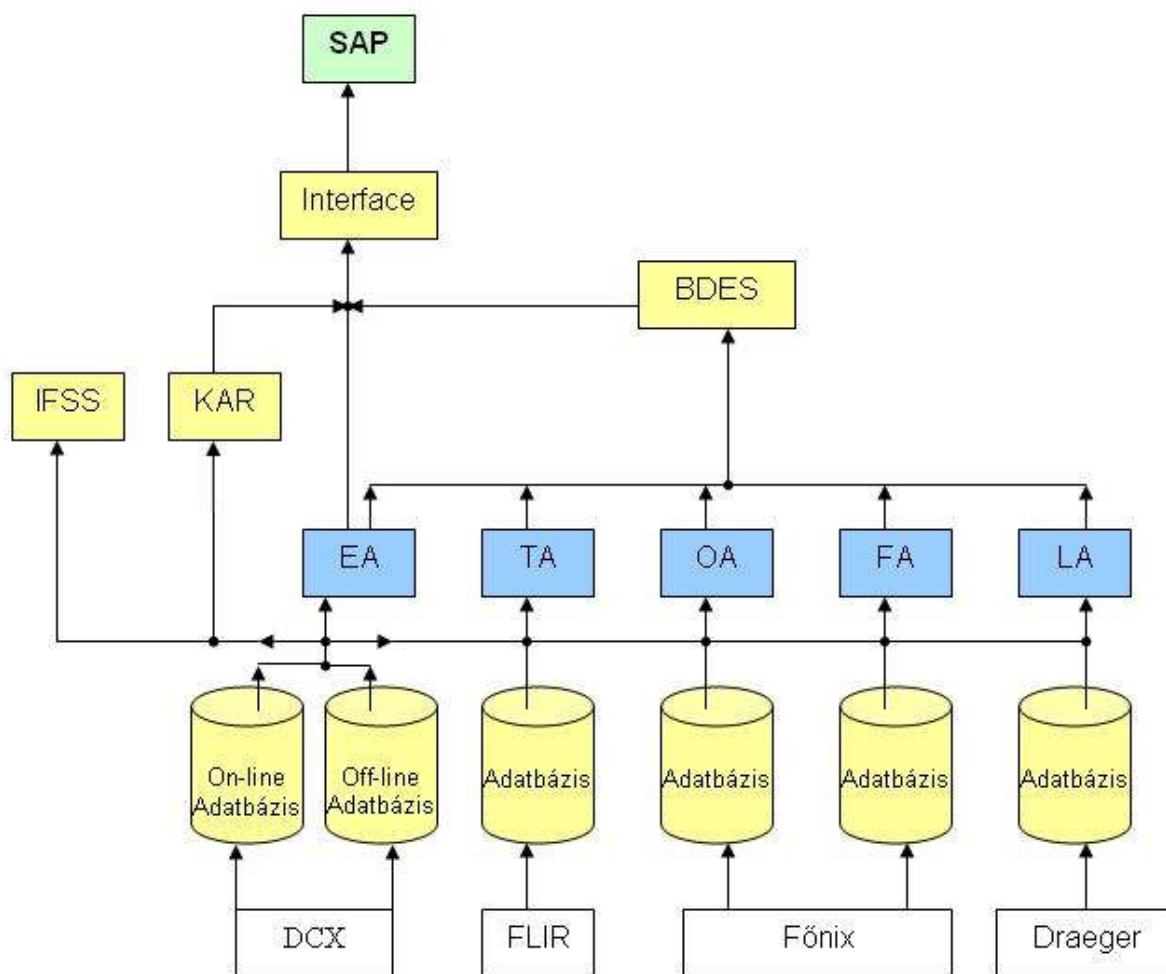 SAP
Interface
BDES
IFSS
KAR
EA
TA
OA
FA
LA
On-line
Adatbázis
Off-line
Adatbázis
Adatbázis
Adatbázis
Adatbázis
Adatbázis
DCX
FLIR
Főnix
Draeger